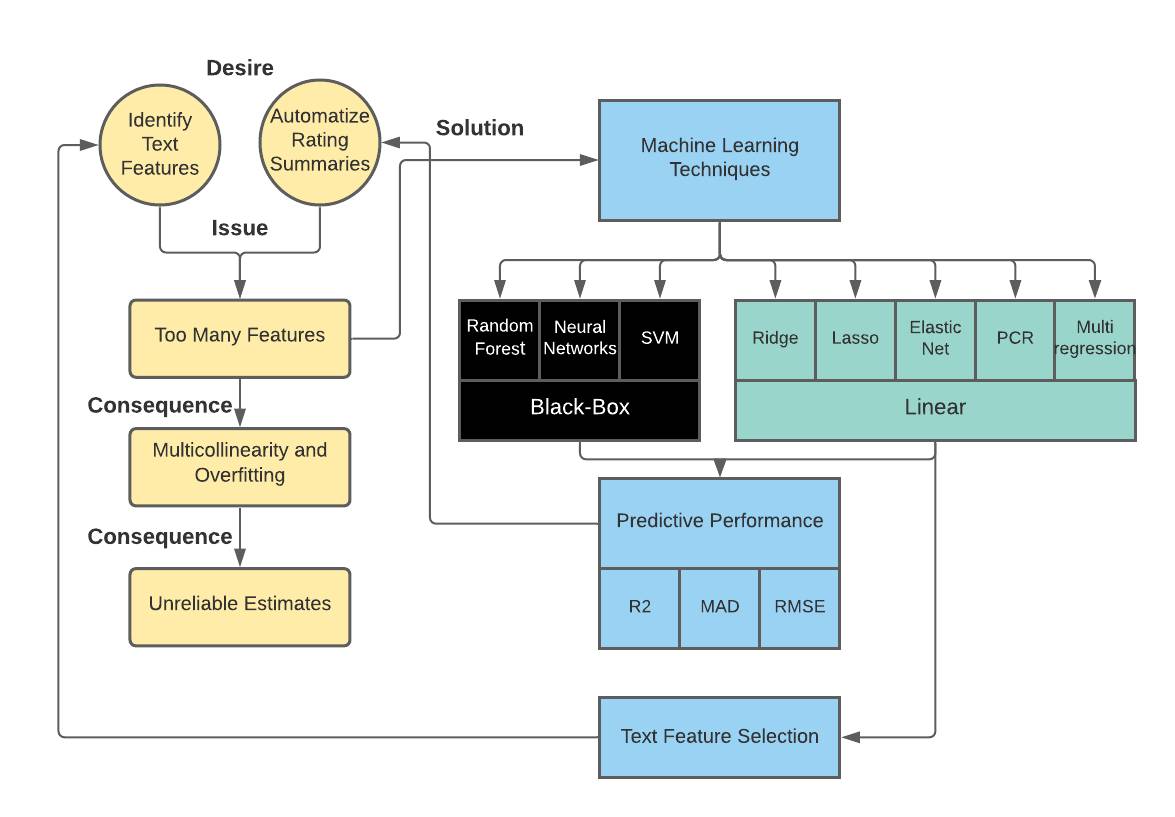 Desire
Identify
Text
Features
Automatize
Rating
Summaries
Solution
Machine Learning
Techniques
Issue
Too Many Features
Random
Forest
Neural
Networks
SVM
Black-Box
Ridge
Lasso
Elastic
Net
PCR
Multi
regression
Linear
Consequence
Multicollinearity and
Overfitting
Consequence
Unreliable Estimates
Predictive Performance
R2
MAD
RMSE
Text Feature Selection